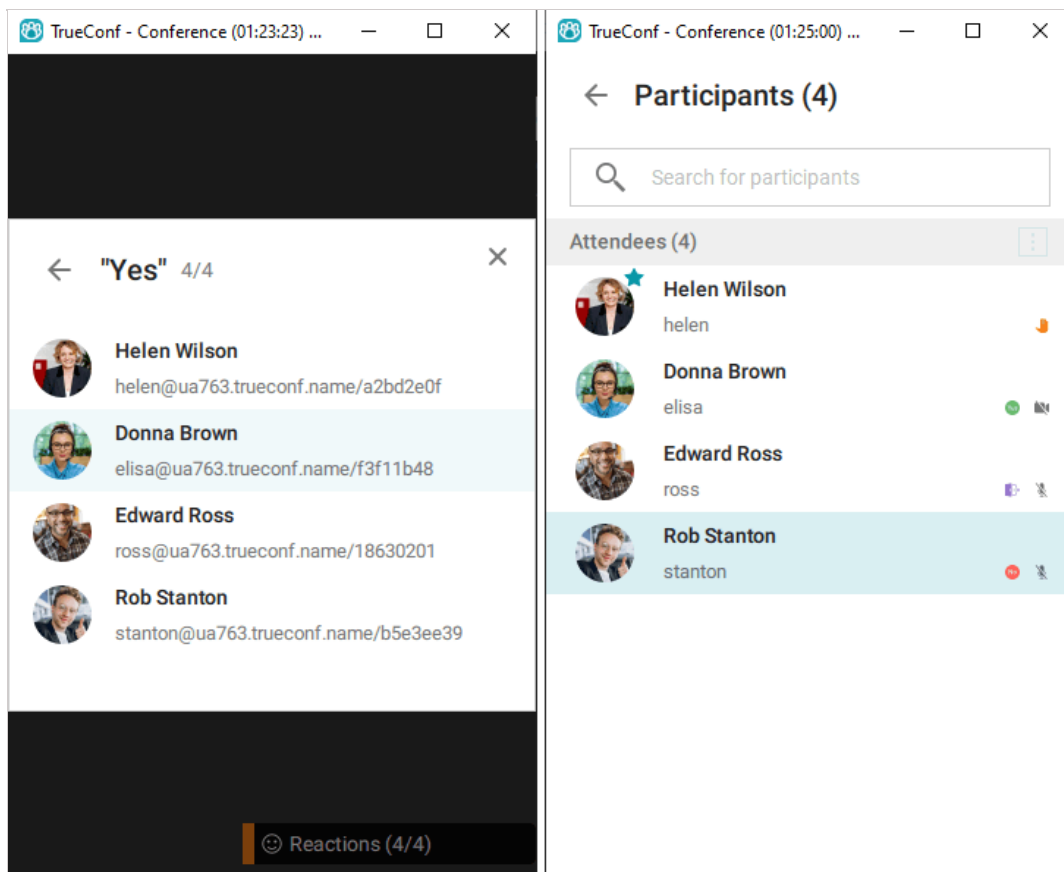 TrueConf - Conference (01:23:23) ...
"Yes" 4/4
Helen Wilson
helen@ua763.trueconf.name/a2bd2e0f
Donna Brown
elisa@ua763.trueconf.name/f3f11b48
Edward Ross
ross@ua763.trueconf.name/18630201
Rob Stanton
stanton@ua763.trueconf.name/b5e3ee39
Reactions (4/4)
TrueConf - Conference (01:25:00) ...
Participants (4)
Search for participants
Attendees (4)
Helen Wilson
helen
Donna Brown
elisa
Edward Ross
ross
Rob Stanton
stanton